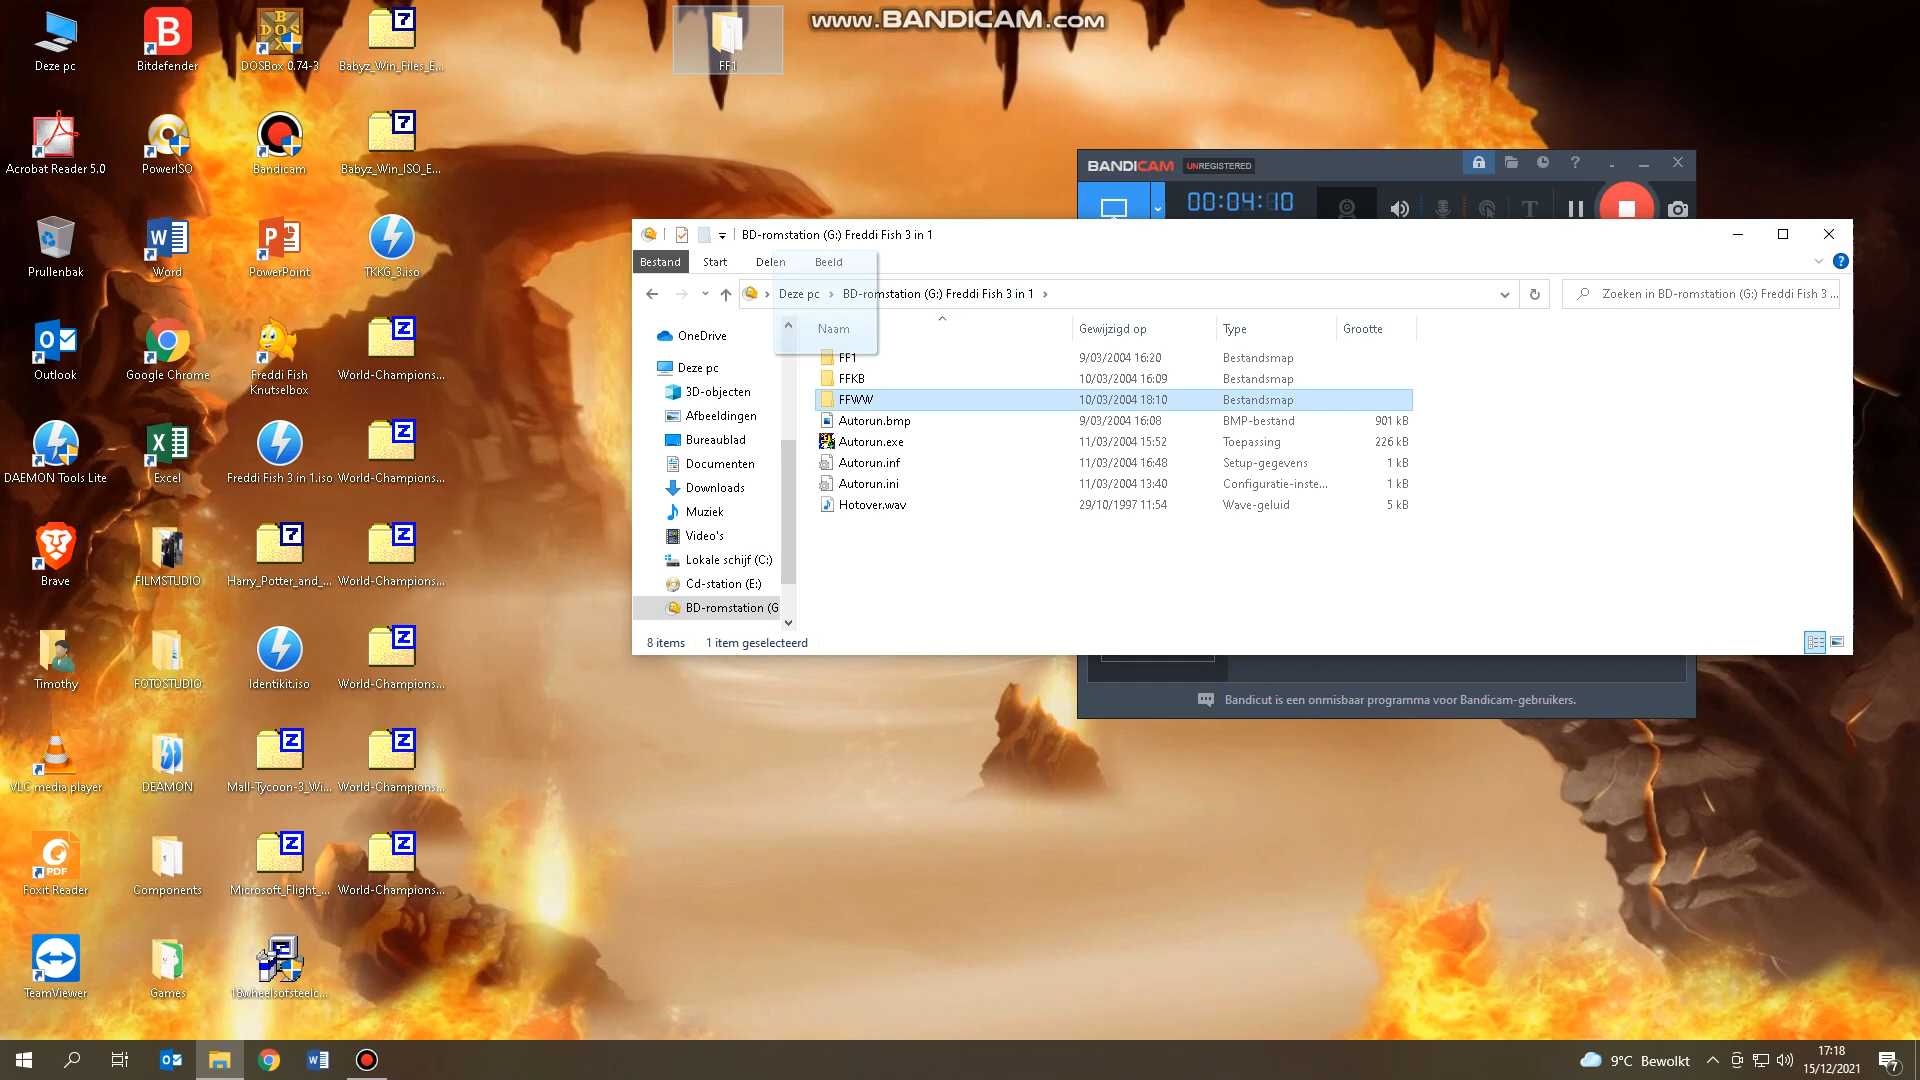 www.BANDICAM.com
Deze pc
Bitdefender
DOSBox 0.74-3
Babyz_Win_Files_E...
FF1
Acrobat Reader 5.0
PowerISO
Bandicam
Babyz_Win_ISO_E...
Prullenbak
Word
PowerPoint
TKKG_3.iso
Outlook
Google Chrome
Freddi Fish
Knutselbox
World-Champions...
DAEMON Tools Lite
Excel
Freddi Fish 3 in 1.iso
World-Champions...
Brave
FILMSTUDIO
Harry_Potter_and_...
World-Champions...
Timothy
FOTOSTUDIO
Identikit.iso
World-Champions...
VLC media player
DEAMON
Mall-Tycoon-3_Wi...
World-Champions...
Foxit Reader
Components
Microsoft_Flight_...
World-Champions...
TeamViewer
Games
18wheelsofsteelc...
BANDICAM UNREGISTERED
00:04:10
BD-romstation (G:) Freddi Fish 3 in 1
Bestand Start Delen Beeld
Deze pc › BD-romstation (G:) Freddi Fish 3 in 1 ›
Zoeken in BD-romstation (G:) Freddi Fish 3 ...
Naam Gewijzigd op Type Grootte
FF1 9/03/2004 16:20 Bestandsmap
FFKB 10/03/2004 16:09 Bestandsmap
FFWW 10/03/2004 18:10 Bestandsmap
Autorun.bmp 9/03/2004 16:08 BMP-bestand 901 kB
Autorun.exe 11/03/2004 15:52 Toepassing 226 kB
Autorun.inf 11/03/2004 16:48 Setup-gegevens 1 kB
Autorun.ini 11/03/2004 13:40 Configuratie-inste... 1 kB
Hotover.wav 29/10/1997 11:54 Wave-geluid 5 kB
OneDrive
Deze pc
3D-objecten
Afbeeldingen
Bureaublad
Documenten
Downloads
Muziek
Video's
Lokale schijf (C:)
Cd-station (E:)
BD-romstation (G
8 items 1 item geselecteerd
Bandicut is een onmisbaar programma voor Bandicam-gebruikers.
9°C Bewolkt
17:18
15/12/2021
7